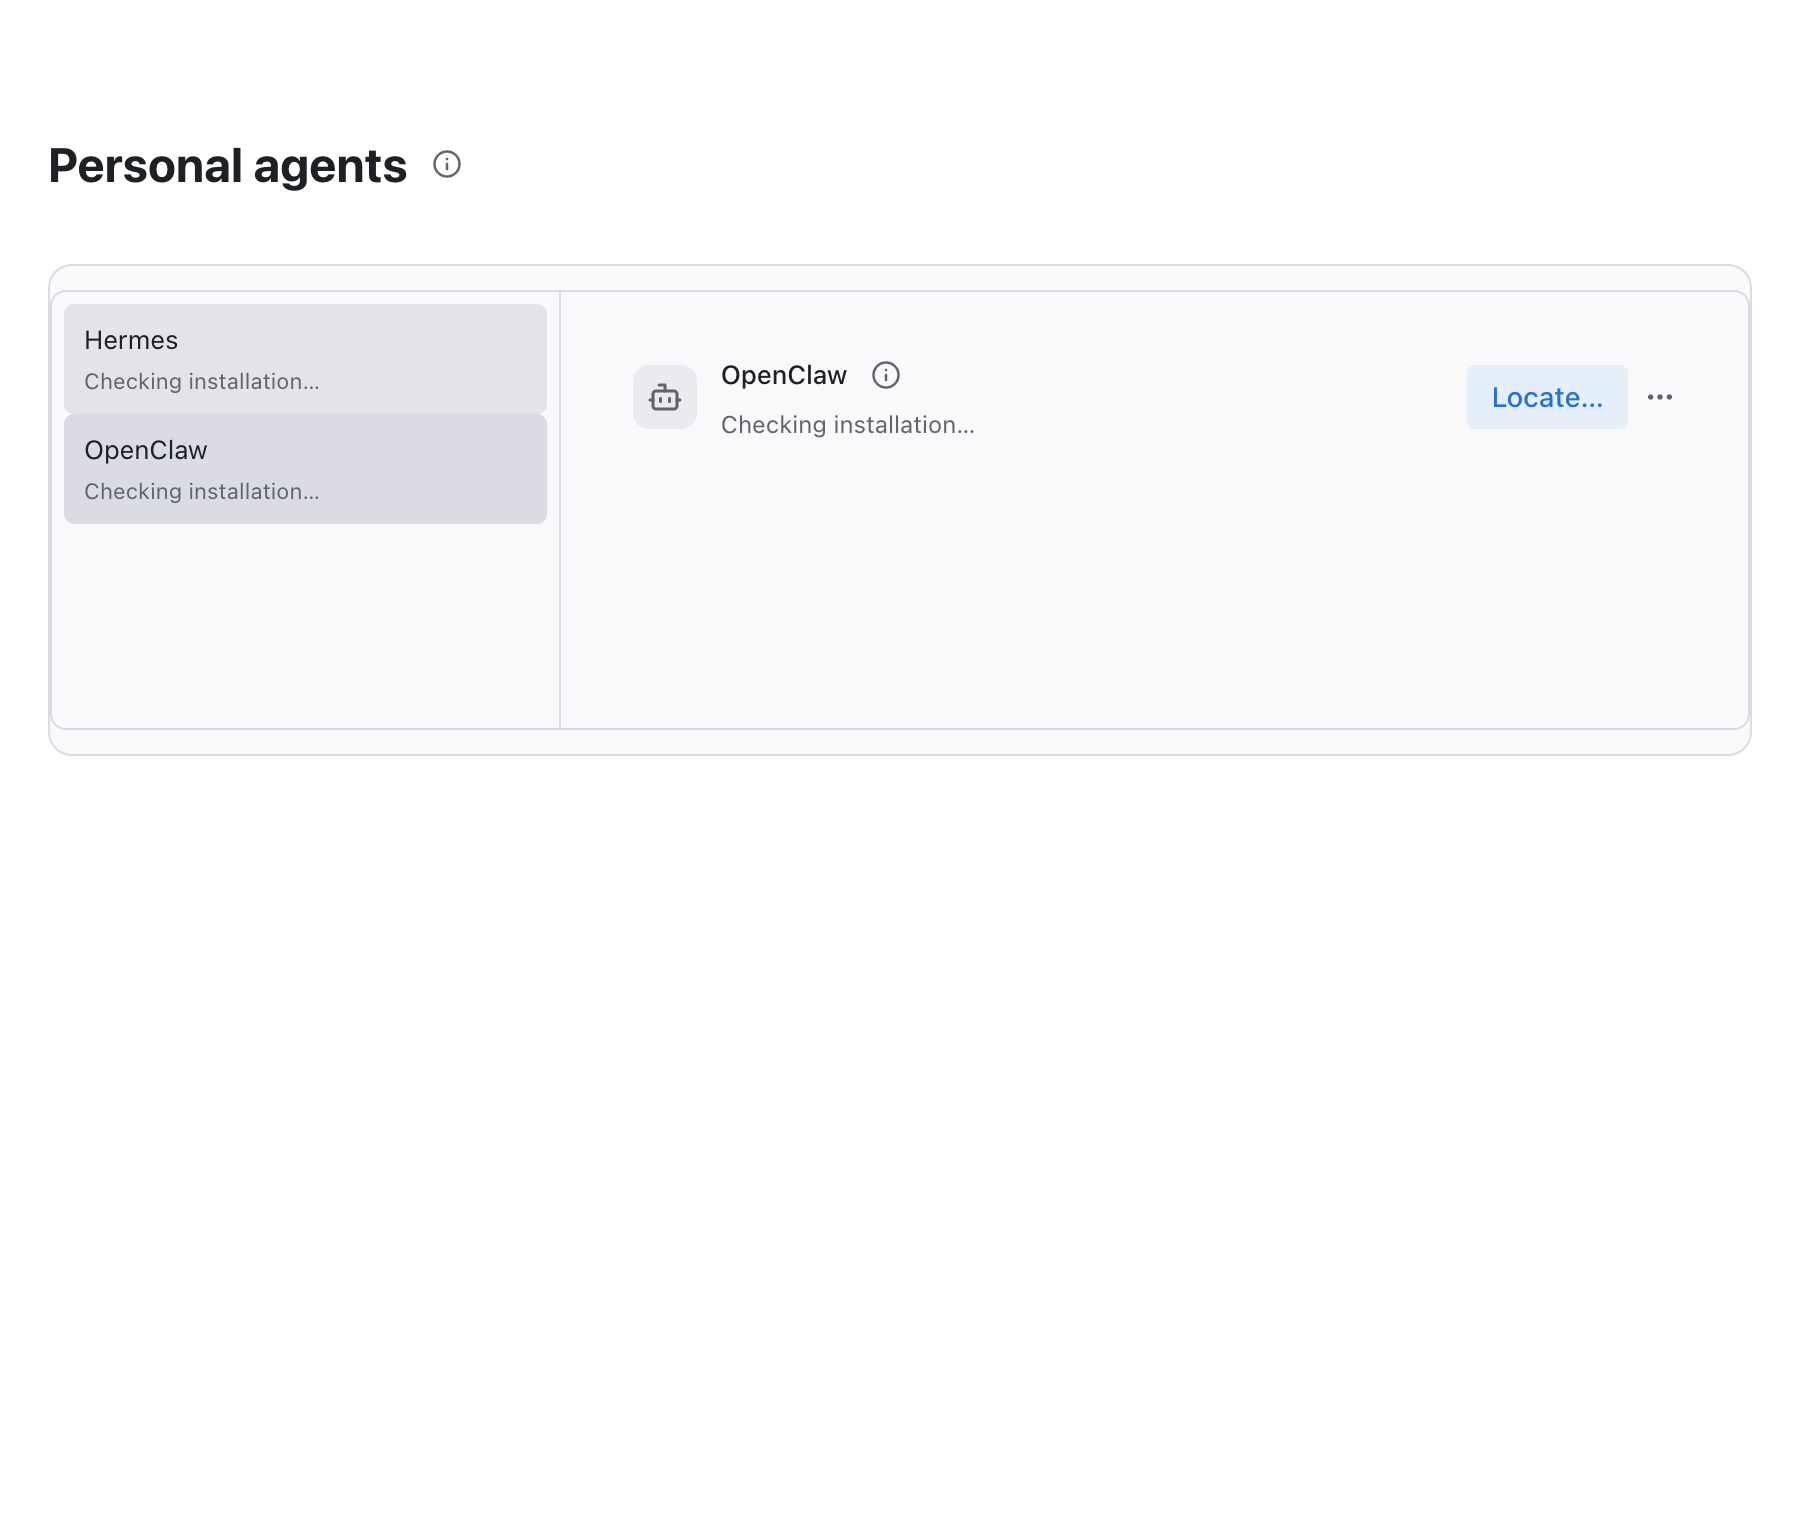 Personal agents
Hermes
Checking installation...
OpenClaw
Checking installation...
OpenClaw
Checking installation...
Locate...